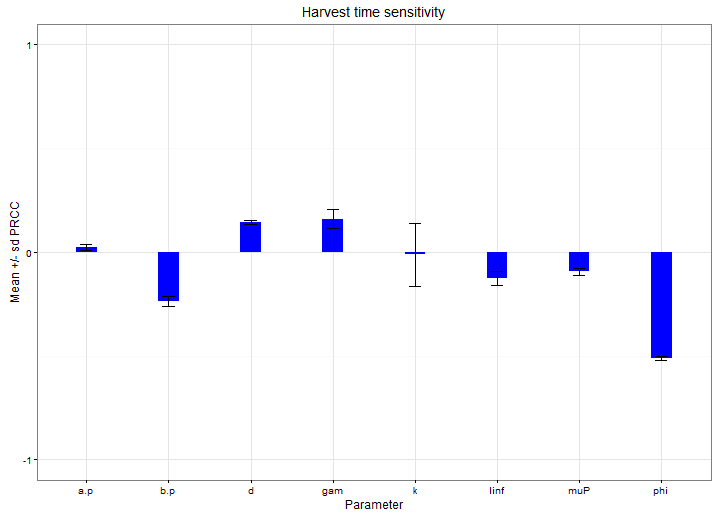 Harvest time sensitivity
1
0
-1
Mean +/- sd PRCC
a.p b.p d gam k linf muP phi
Parameter